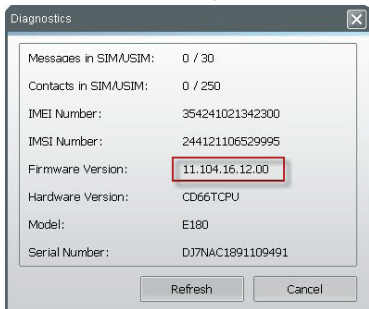 Diagnostics
Messages in SIM/USIM: 0 / 30
Contacts in SIM/USIM: 0 / 250
IMEI Number: 354241021342300
IMSI Number: 244121106529995
Firmware Version: 11.104.16.12.00
Hardware Version: CD66TCPU
Model: E180
Serial Number: DJ7NAC1891109491
Refresh Cancel